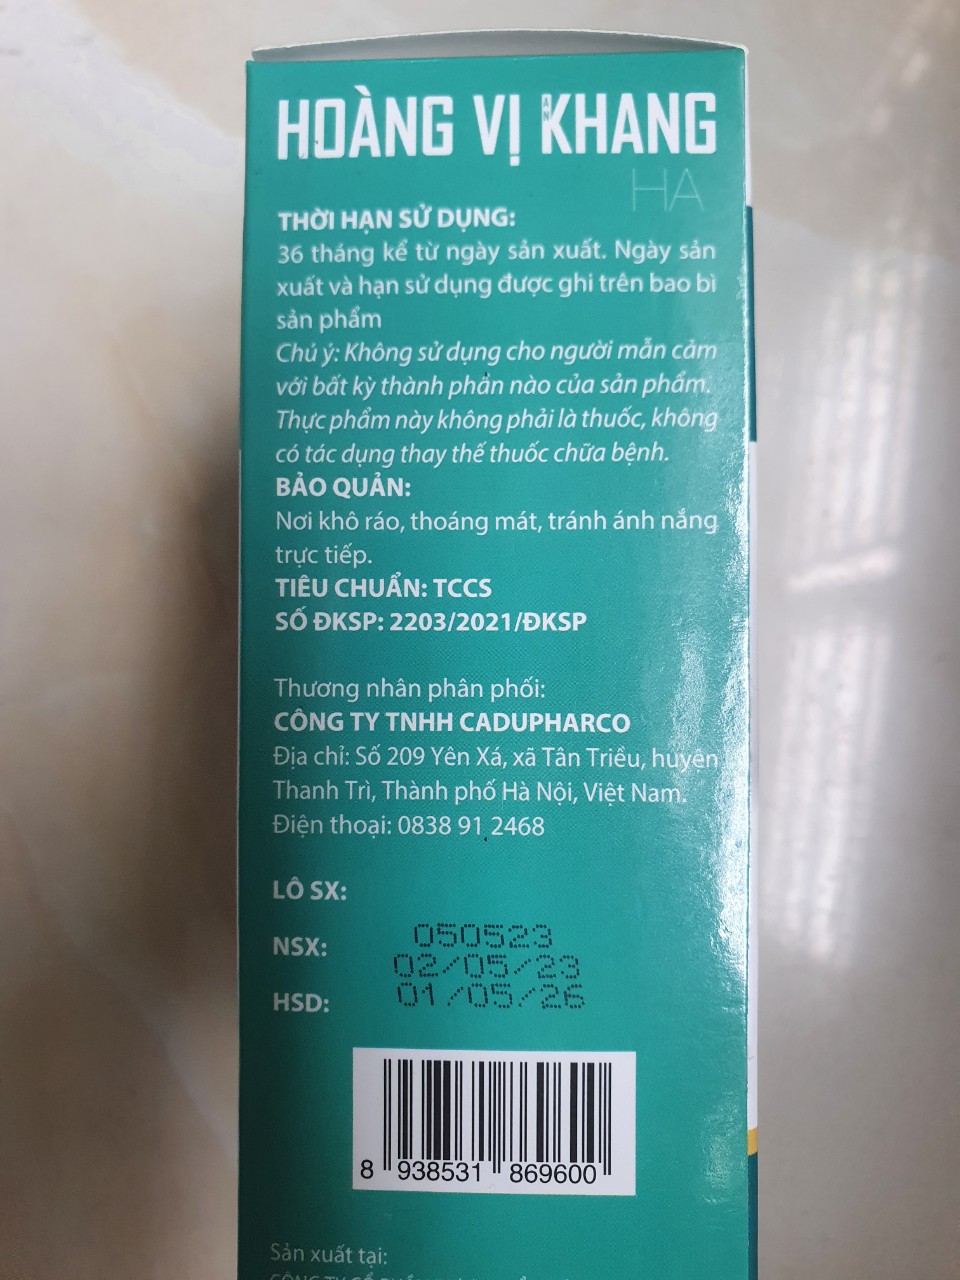 HOÀNG VỊ AN KHANG
HA
THỜI HẠN SỬ DỤNG:
36 tháng kể từ ngày sản xuất. Ngày sản
xuất và hạn sử dụng được ghi trên bao bì
sản phẩm
Chú ý: Không sử dụng cho người mẫn cảm
với bất kỳ thành phần nào của sản phẩm.
Thực phẩm này không phải là thuốc, không
có tác dụng thay thế thuốc chữa bệnh.
BẢO QUẢN:
Nơi khô ráo, thoáng mát, tránh ánh nắng
trực tiếp.
TIÊU CHUẨN: TCCS
SỐ ĐKSP: 2203/2021/ĐKSP
Thương nhân phân phối:
CÔNG TY TNHH CADUPHARCO
Địa chỉ: Số 209 Yên Xá, xã Tân Triều, huyện
Thanh Trì, Thành phố Hà Nội, Việt Nam.
Điện thoại: 0838 91 2468
LÔ SX:
050523
NSX:
02/05/23
HSD:
01/05/26
8 938531 869600
Sản xuất tại: